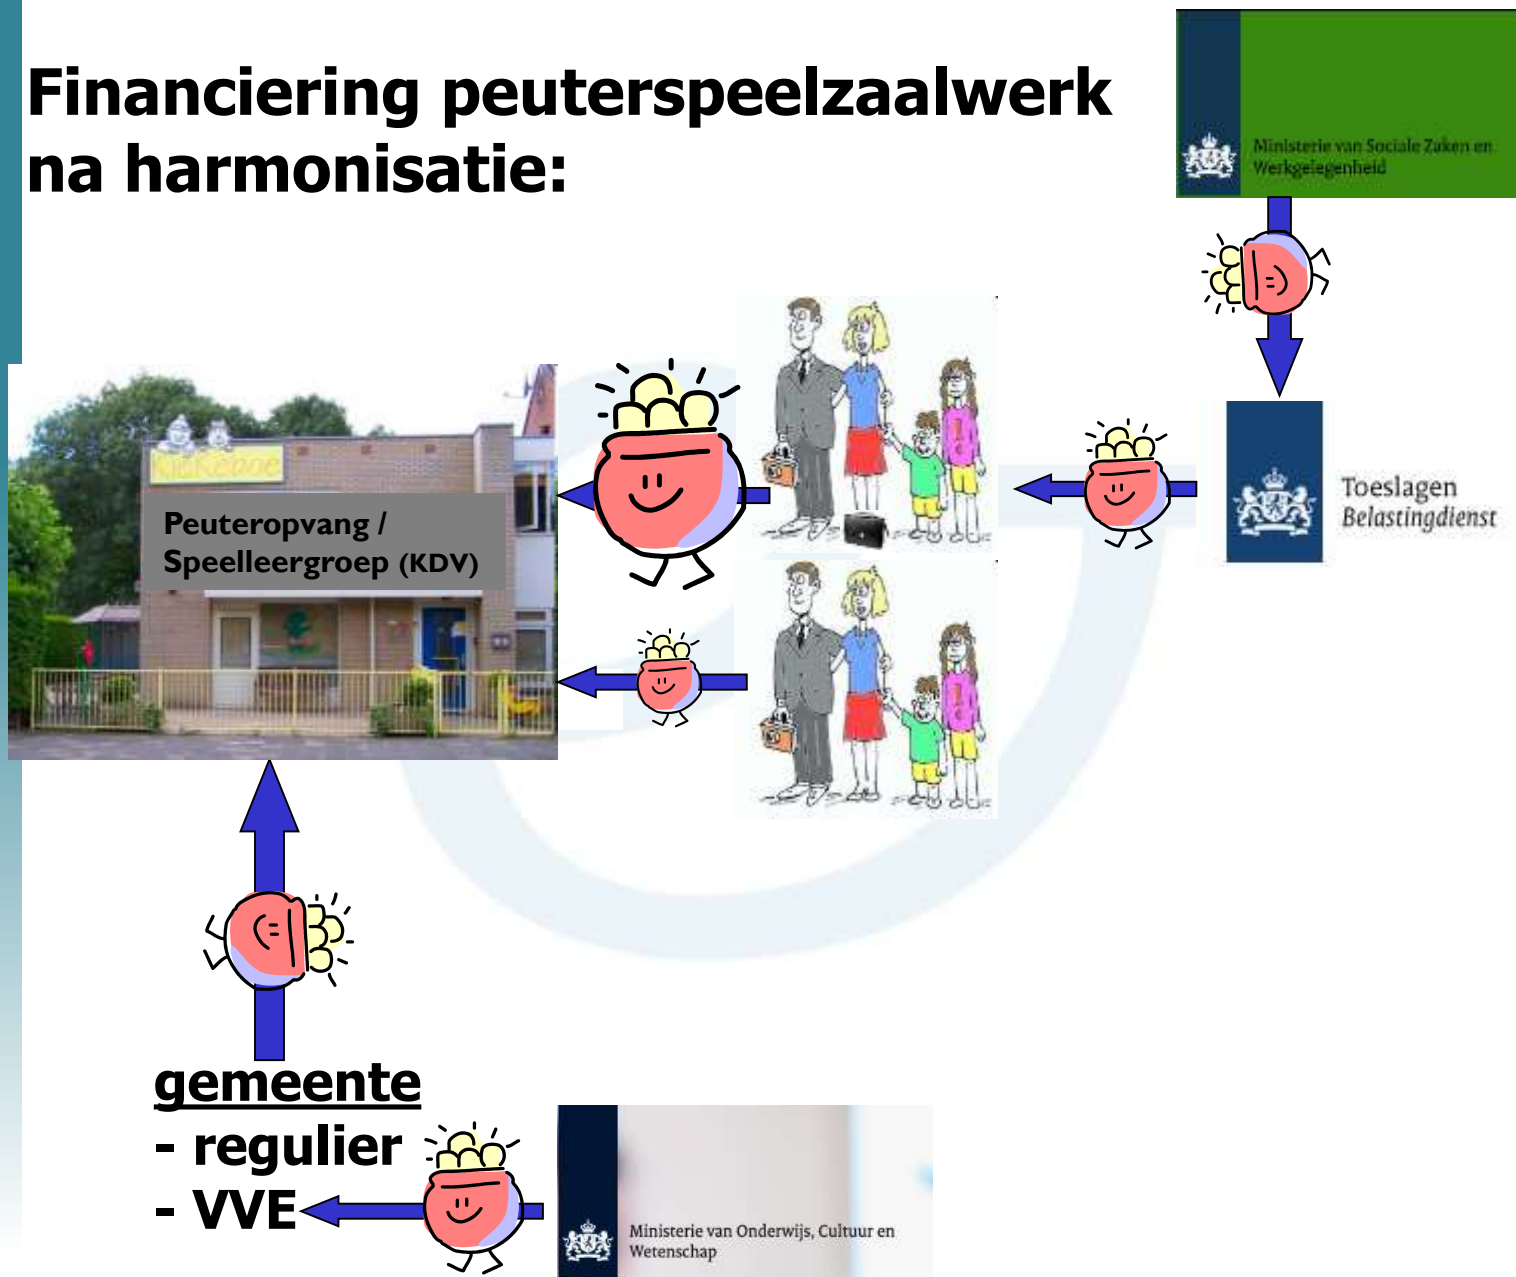 Financiering peuterspeelzaalwerk
na harmonisatie:
Ministerie van Sociale Zaken en
Werkgelegenheid
KieKeboe
Peuteropvang /
Speelleergroep (KDV)
Toeslagen
Belastingdienst
gemeente
- regulier
- VVE
Ministerie van Onderwijs, Cultuur en
Wetenschap